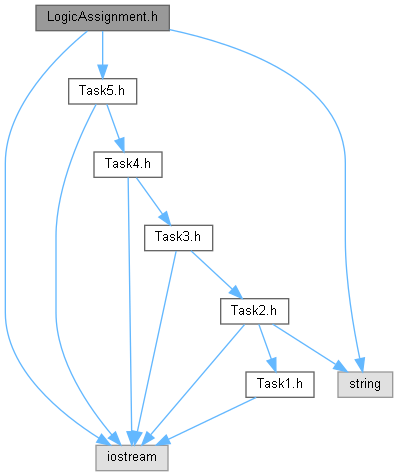 LogicAssignment.h
Task5.h
Task4.h
Task3.h
Task2.h
Task1.h
string
iostream